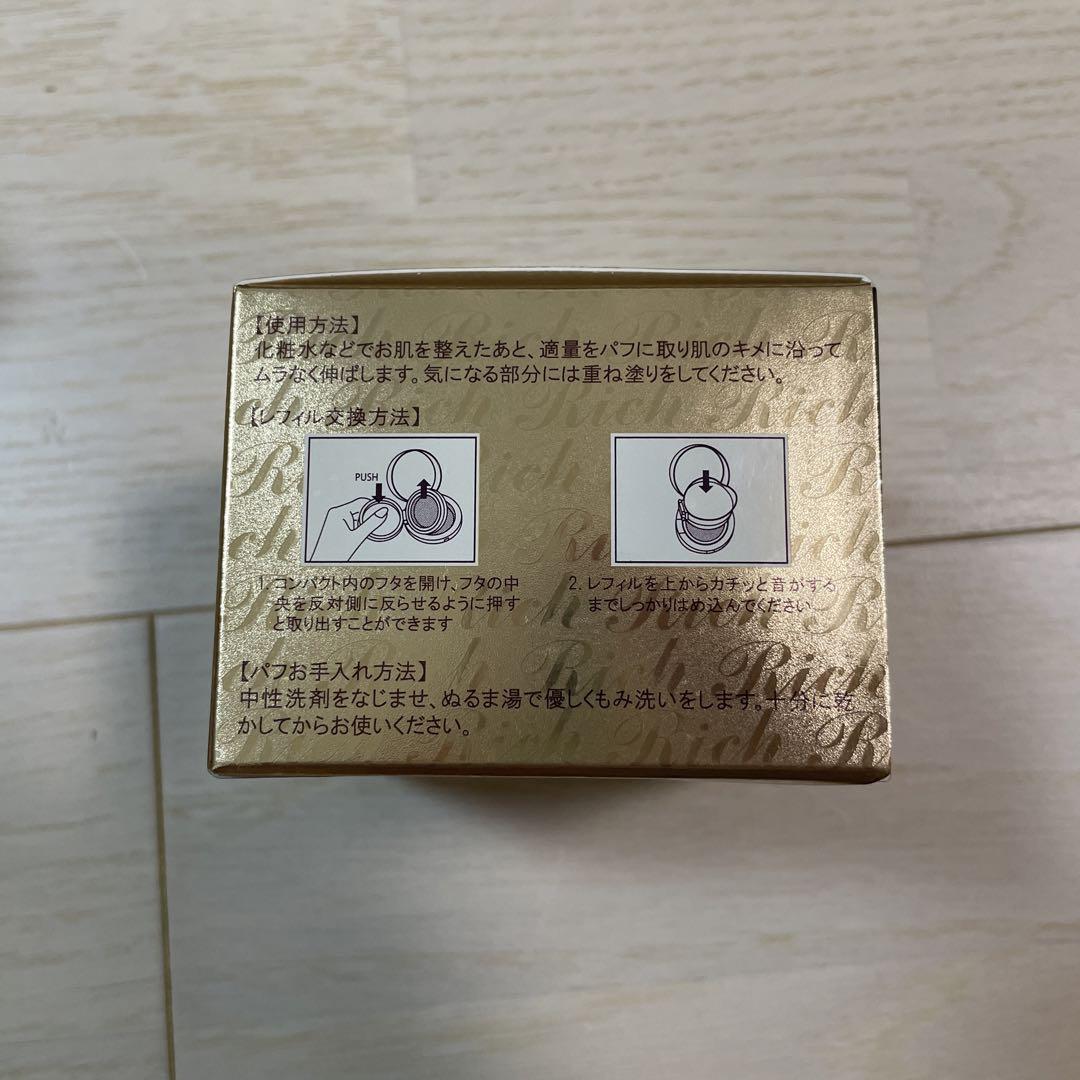 【使用方法】
化粧水などでお肌を整えたあと、適量をパフに取り肌のキメに沿って
ムラなく伸ばします。気になる部分には重ね塗りをしてください。
【レフィル交換方法】
PUSH
1. コンパクト内のフタを開け、フタの中
央を反対側に反らせるように押す
と取り出すことができます
2. レフィルを上からカチッと音がする
までしっかりはめ込んでください
【パフお手入れ方法】
中性洗剤をなじませ、ぬるま湯で優しくもみ洗いをします。十分に乾
かしてからお使いください。
Rich Rich Rich